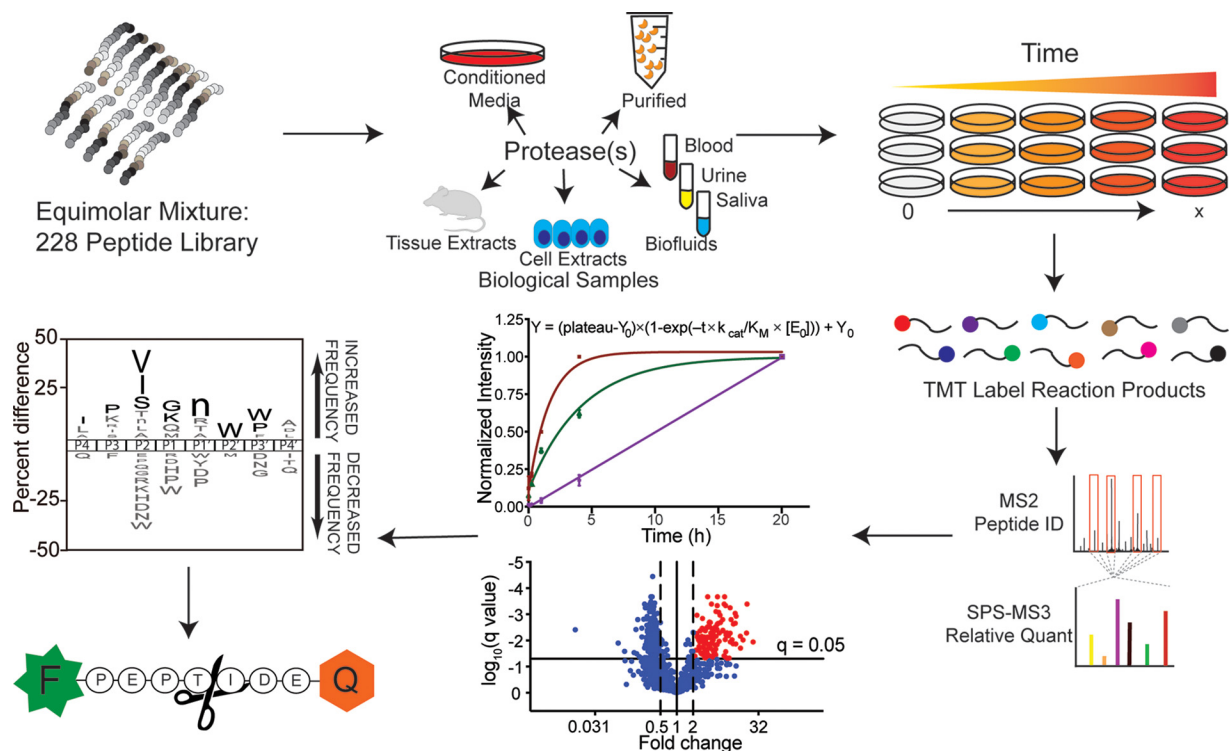 Equimolar Mixture:
228 Peptide Library
Conditioned
Media
Purified
Protease(s)
Blood
Urine
Saliva
Biofluids
Tissue Extracts
Cell Extracts
Biological Samples
Time
0
x
TMT Label Reaction Products
MS2
Peptide ID
SPS-MS3
Relative Quant
Y = (plateau-Y0)×(1-exp(–t×kcat/KM × [E0])) + Y0
Normalized Intensity
1.25
1.00
0.75
0.50
0.25
0.00
0
5
10
15
20
Time (h)
log10(q value)
-5
-4
-3
-2
-1
0
q = 0.05
0.031
0.5
1
2
32
Fold change
Percent difference
50
25
-25
-50
V
I
S
I
P
G
K
n
W
W
P
P4
P3
P2
P1
P1'
P2'
P3'
P4'
Q
F
INCREASED
FREQUENCY
DECREASED
FREQUENCY
F
P
E
P
T
I
D
E
Q